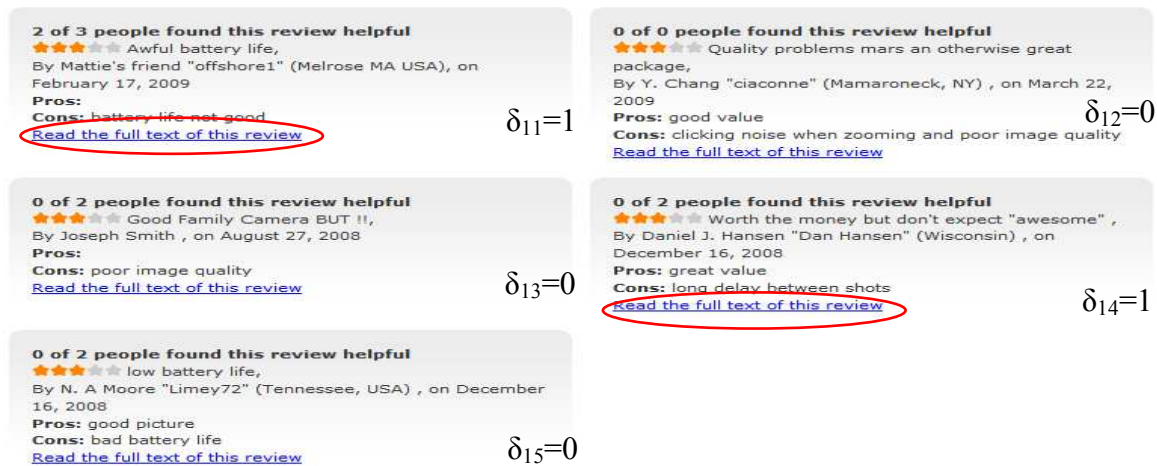 2 of 3 people found this review helpful
Awful battery life,
By Mattie's friend "offshore1" (Melrose MA USA), on
February 17, 2009
Pros:
Cons: battery life not good
Read the full text of this review
δ11=1
0 of 0 people found this review helpful
Quality problems mars an otherwise great
package,
By Y. Chang "ciaconne" (Mamaroneck, NY) , on March 22,
2009
Pros: good value
Cons: clicking noise when zooming and poor image quality
Read the full text of this review
δ12=0
0 of 2 people found this review helpful
Good Family Camera BUT !!,
By Joseph Smith , on August 27, 2008
Pros:
Cons: poor image quality
Read the full text of this review
δ13=0
0 of 2 people found this review helpful
Worth the money but don't expect "awesome" ,
By Daniel J. Hansen "Dan Hansen" (Wisconsin) , on
December 16, 2008
Pros: great value
Cons: long delay between shots
Read the full text of this review
δ14=1
0 of 2 people found this review helpful
low battery life,
By N. A Moore "Limey72" (Tennessee, USA) , on December
16, 2008
Pros: good picture
Cons: bad battery life
Read the full text of this review
δ15=0